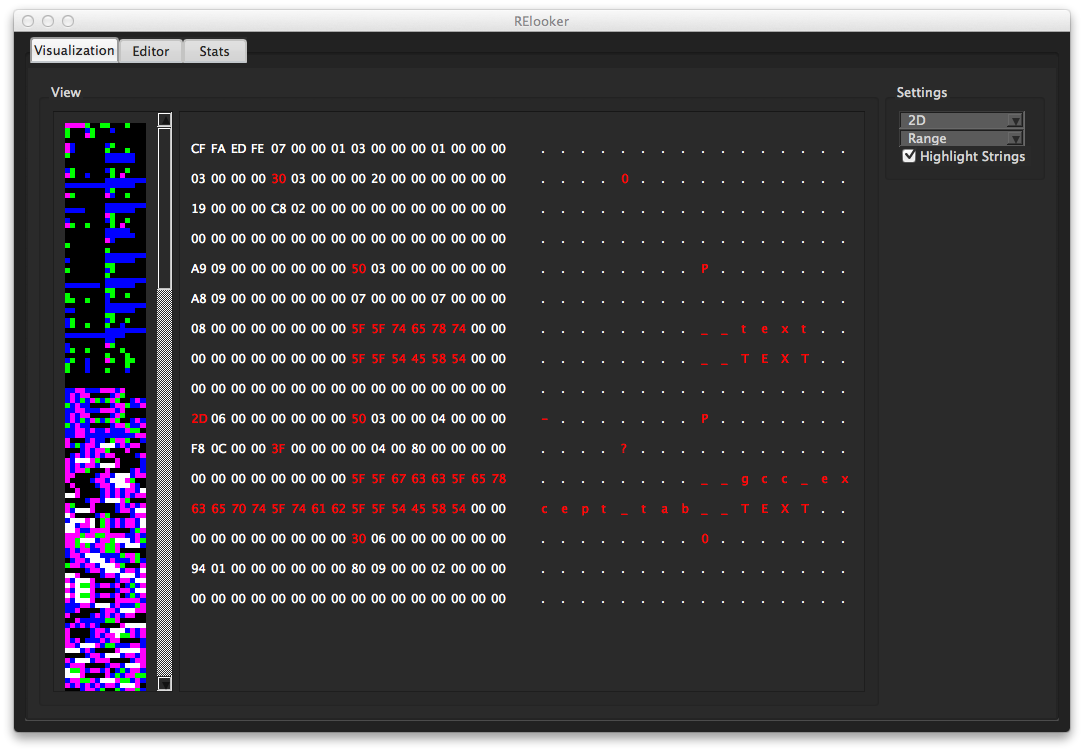 RElooker
Visualization Editor Stats
View
Settings
2D
Range
Highlight Strings
CF FA ED FE 07 00 00 01 03 00 00 00 01 00 00 00 . . . . . . . . . . . . . . . .
03 00 00 00 30 03 00 00 00 20 00 00 00 00 00 00 . . . . 0 . . . . . . . . . . .
19 00 00 00 C8 02 00 00 00 00 00 00 00 00 00 00 . . . . . . . . . . . . . . . .
00 00 00 00 00 00 00 00 00 00 00 00 00 00 00 00 . . . . . . . . . . . . . . . .
A9 09 00 00 00 00 00 00 50 03 00 00 00 00 00 00 . . . . . . . . P . . . . . . .
A8 09 00 00 00 00 00 00 07 00 00 00 07 00 00 00 . . . . . . . . . . . . . . . .
08 00 00 00 00 00 00 00 5F 5F 74 65 78 74 00 00 . . . . . . . . _ _ t e x t . .
00 00 00 00 00 00 00 00 5F 5F 54 45 58 54 00 00 . . . . . . . . _ _ T E X T . .
00 00 00 00 00 00 00 00 00 00 00 00 00 00 00 00 . . . . . . . . . . . . . . . .
2D 06 00 00 00 00 00 00 50 03 00 00 04 00 00 00 - . . . . . . . P . . . . . . .
F8 0C 00 00 3F 00 00 00 00 04 00 80 00 00 00 00 . . . . ? . . . . . . . . . . .
00 00 00 00 00 00 00 00 5F 5F 67 63 63 5F 65 78 . . . . . . . . _ _ g c c _ e x
63 65 70 74 5F 74 61 62 5F 5F 54 45 58 54 00 00 c e p t _ t a b _ _ T E X T . .
00 00 00 00 00 00 00 00 30 06 00 00 00 00 00 00 . . . . . . . . 0 . . . . . . .
94 01 00 00 00 00 00 00 80 09 00 00 02 00 00 00 . . . . . . . . . . . . . . . .
00 00 00 00 00 00 00 00 00 00 00 00 00 00 00 00 . . . . . . . . . . . . . . . .